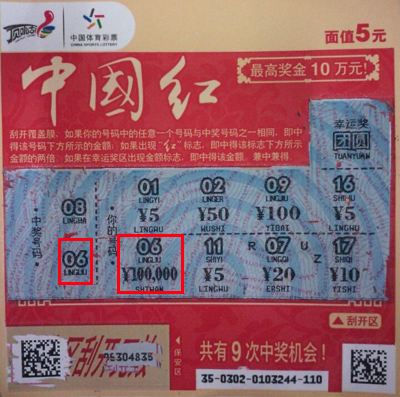 顶呱刮
中国体育彩票
CHINA SPORTS LOTTERY
面值5元
中國红
最高奖金10万元!
刮开覆盖膜,如果你的号码中的任意一个号码与中奖号码之一相同,即中
得该号码下方所示的金额;如果出现“红”标志,即中得该标志下方所示
金额的两倍。如果在幸运奖区出现金额标志,即中得该金额。兼中兼得。
幸运奖
团圆
TUANYUAN
中奖号码
08
LINGBA
06
LINGLIU
你的号码
01 02 09 16
LINGYI LINGER LINGJIU SHILIU
¥5 ¥50 ¥100 ¥5
LINGWU WUSHI YIBAI LINGWU
06 11 07 17
LINGLIU SHIYI LINGQI SHIQI
R U Z
¥100,000 ¥5 ¥20 ¥10
SHIWAN LINGWU ERSHI YISHI
▲刮开区
保安区
区刮开无效
09304835
共有9次中奖机会!
35-0302-0103244-110